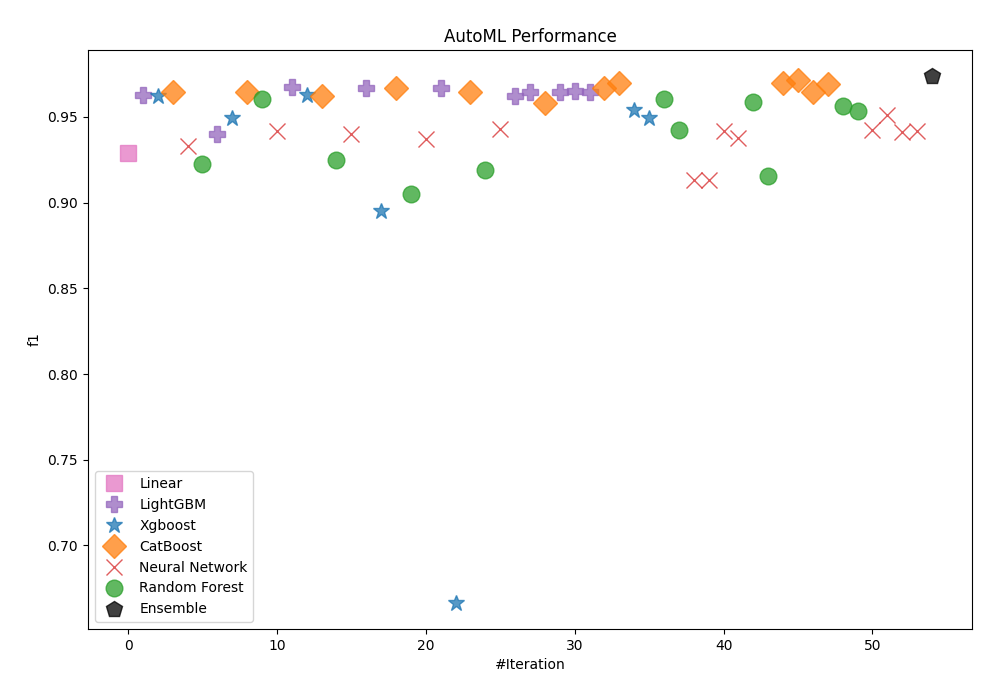 AutoML Performance
f1
0.95
0.90
0.85
0.80
0.75
0.70
Linear
LightGBM
Xgboost
CatBoost
Neural Network
Random Forest
Ensemble
0 10 20 30 40 50
#Iteration